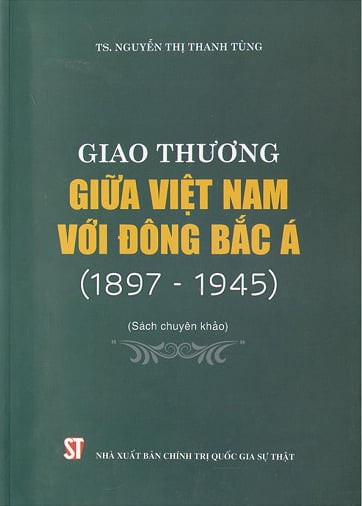 TS. NGUYỄN THỊ THANH TÙNG
GIAO THƯƠNG
GIỮA VIỆT NAM
VỚI ĐÔNG BẮC Á
(1897 - 1945)
(Sách chuyên khảo)
ST
NHÀ XUẤT BẢN CHÍNH TRỊ QUỐC GIA SỰ THẬT